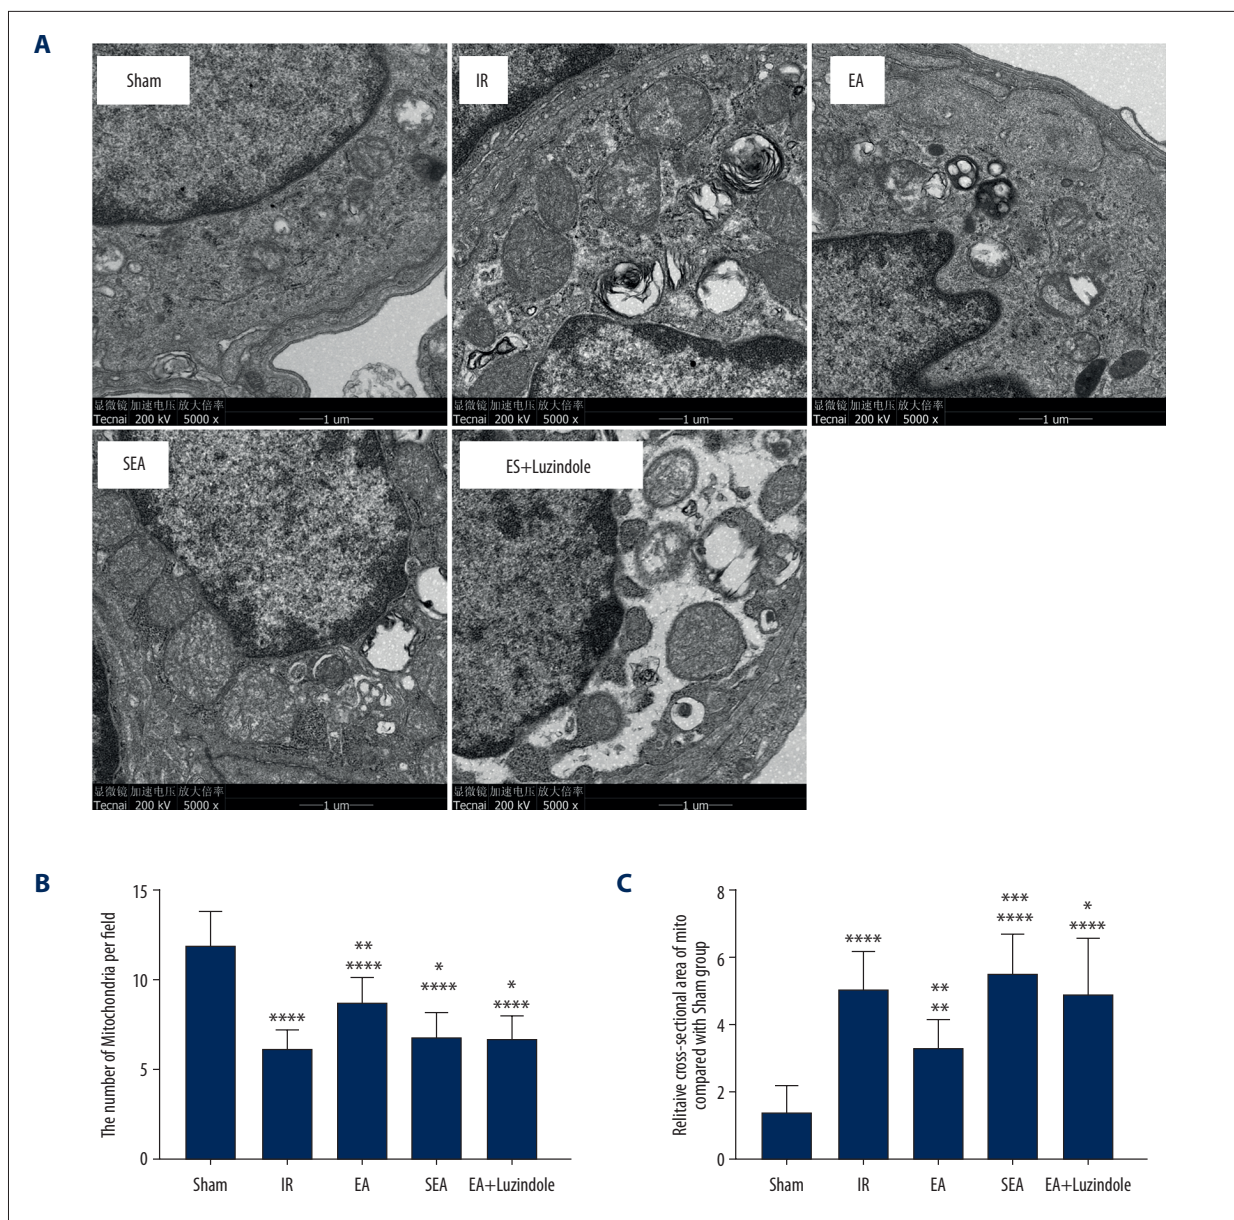 A
Sham
IR
EA
显微镜 加速电压 放大倍率
Tecnai 200 kV 5000 x 1 um
显微镜 加速电压 放大倍率
Tecnai 200 kV 5000 x 1 um
显微镜 加速电压 放大倍率
Tecnai 200 kV 5000 x 1 um
SEA
ES+Luzindole
显微镜 加速电压 放大倍率
Tecnai 200 kV 5000 x 1 um
显微镜 加速电压 放大倍率
Tecnai 200 kV 5000 x 1 um
B
The number of Mitochondria per field
15
10
5
0
****
**
****
*
****
*
****
Sham IR EA SEA EA+Luzindole
C
Relitaive cross-sectional area of mito
compared with Sham group
8
6
4
2
0
****
**
**
***
****
*
****
Sham IR EA SEA EA+Luzindole